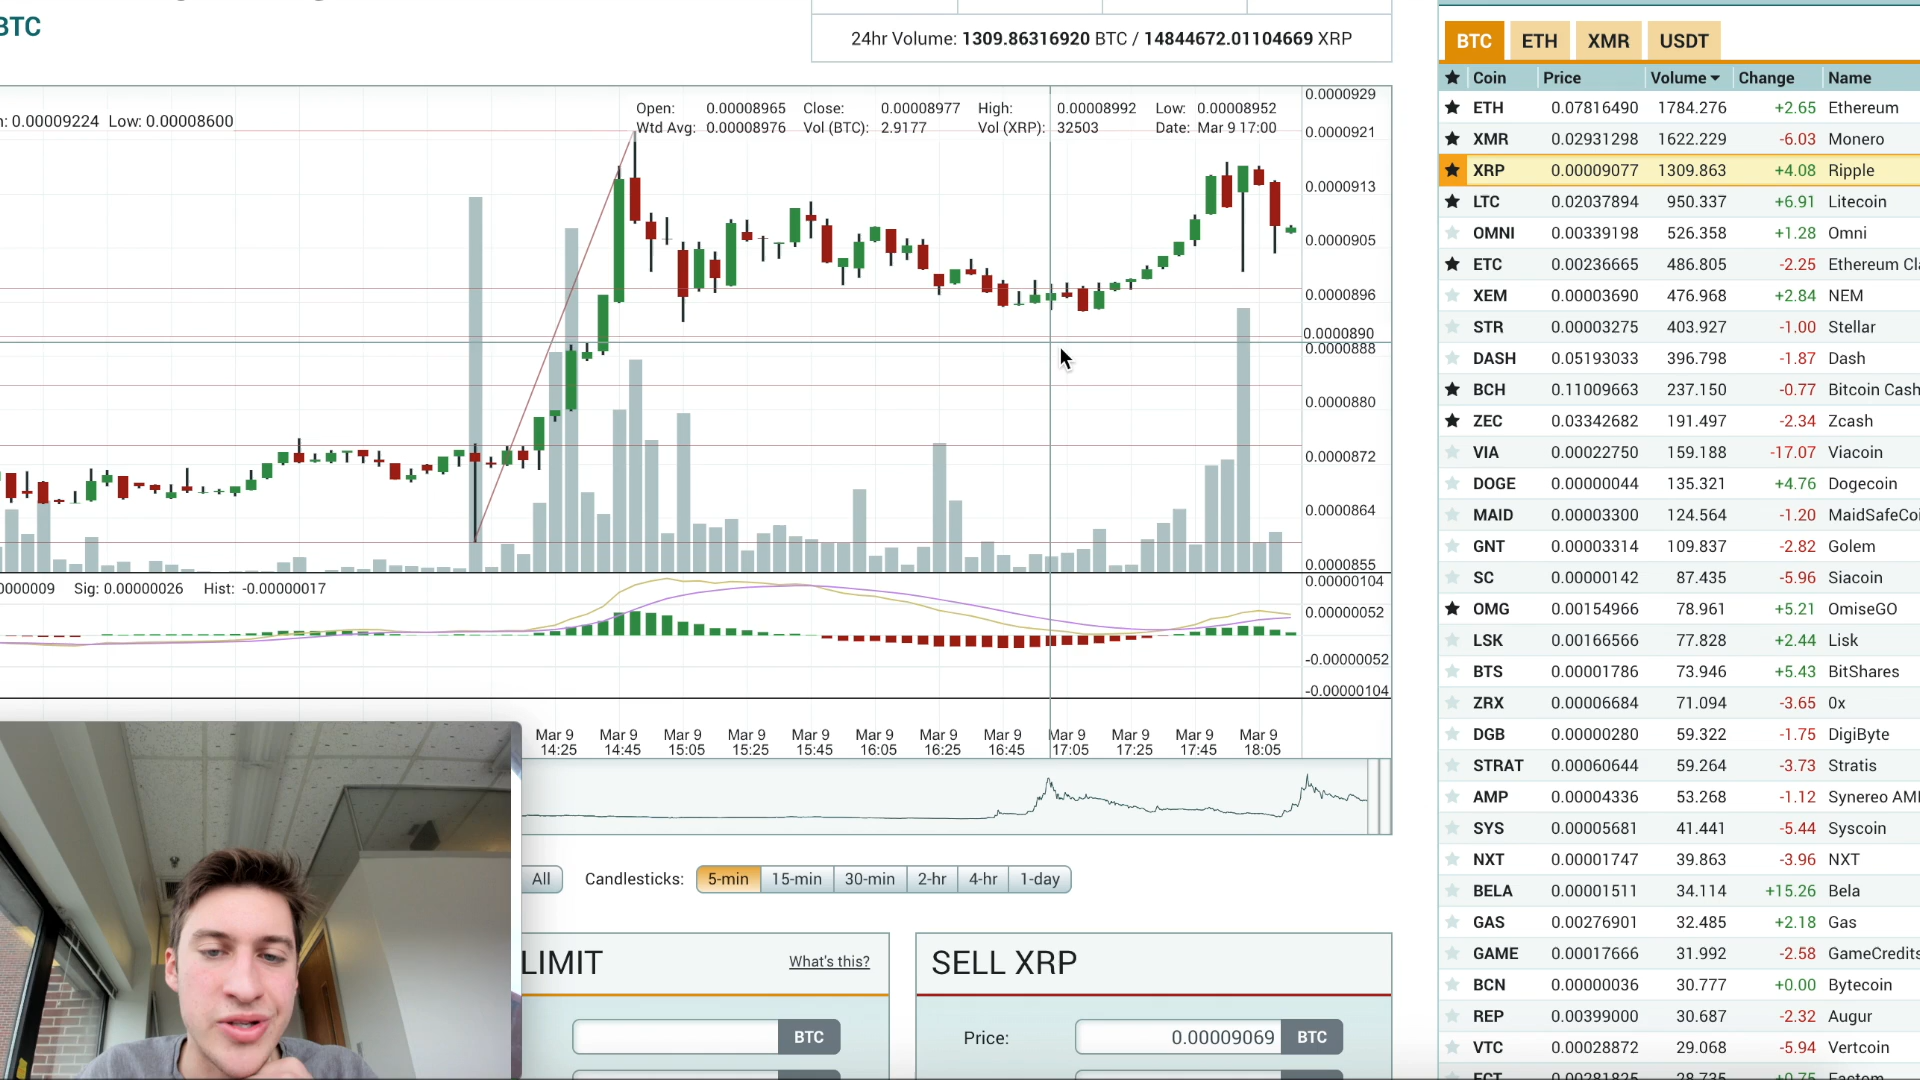 BTC
24hr Volume: 1309.86316920 BTC / 14844672.01104669 XRP
BTC ETH XMR USDT
★ Coin Price Volume Change Name
0.00009224 Low: 0.00008600
Open: 0.00008965 Close: 0.00008977 High: 0.00008992 Low: 0.00008952
Wtd Avg: 0.00008976 Vol (BTC): 2.9177 Vol (XRP): 32503 Date: Mar 9 17:00
0.0000929
0.0000921
0.0000913
0.0000905
0.0000896
0.0000890
0.0000888
0.0000880
0.0000872
0.0000864
0.0000855
0000009 Sig: 0.00000026 Hist: -0.00000017
0.00000104
0.00000052
-0.00000052
-0.00000104
Mar 9 Mar 9 Mar 9 Mar 9 Mar 9 Mar 9 Mar 9 Mar 9 Mar 9 Mar 9 Mar 9 Mar 9
14:25 14:45 15:05 15:25 15:45 16:05 16:25 16:45 17:05 17:25 17:45 18:05
All Candlesticks: 5-min 15-min 30-min 2-hr 4-hr 1-day
LIMIT What's this?
BTC
SELL XRP
Price: 0.00009069 BTC
ETH 0.07816490 1784.276 +2.65 Ethereum
XMR 0.02931298 1622.229 -6.03 Monero
XRP 0.00009077 1309.863 +4.08 Ripple
LTC 0.02037894 950.337 +6.91 Litecoin
OMNI 0.00339198 526.358 +1.28 Omni
ETC 0.00236665 486.805 -2.25 Ethereum Cla
XEM 0.00003690 476.968 +2.84 NEM
STR 0.00003275 403.927 -1.00 Stellar
DASH 0.05193033 396.798 -1.87 Dash
BCH 0.11009663 237.150 -0.77 Bitcoin Cash
ZEC 0.03342682 191.497 -2.34 Zcash
VIA 0.00022750 159.188 -17.07 Viacoin
DOGE 0.00000044 135.321 +4.76 Dogecoin
MAID 0.00003300 124.564 -1.20 MaidSafeCoi
GNT 0.00003314 109.837 -2.82 Golem
SC 0.00000142 87.435 -5.96 Siacoin
OMG 0.00154966 78.961 +5.21 OmiseGO
LSK 0.00166566 77.828 +2.44 Lisk
BTS 0.00001786 73.946 +5.43 BitShares
ZRX 0.00006684 71.094 -3.65 0x
DGB 0.00000280 59.322 -1.75 DigiByte
STRAT 0.00060644 59.264 -3.73 Stratis
AMP 0.00004336 53.268 -1.12 Synereo AM
SYS 0.00005681 41.441 -5.44 Syscoin
NXT 0.00001747 39.863 -3.96 NXT
BELA 0.00001511 34.114 +15.26 Bela
GAS 0.00276901 32.485 +2.18 Gas
GAME 0.00017666 31.992 -2.58 GameCredits
BCN 0.00000036 30.777 +0.00 Bytecoin
REP 0.00399000 30.687 -2.32 Augur
VTC 0.00028872 29.068 -5.94 Vertcoin